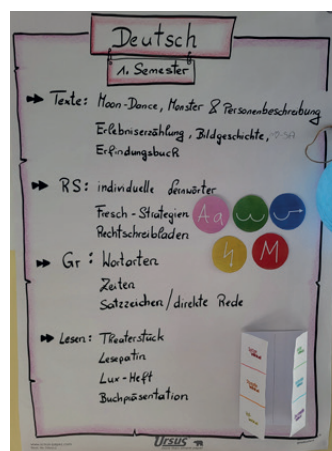 Deutsch
1. Semester
Texte: Moon-Dance, Monster & Personenbeschreibung
Erlebniserzählung, Bildgeschichte,
Erfindungsbuch
RS: individuelle Lernwörter
Fresch-Strategien
Rechtschreibladen
Aa
M
Gr: Wortarten
Zeiten
Satzzeichen/direkte Rede
Lesen: Theaterstück
Lesepatin
Lux-Heft
Buchpräsentation
Ursus